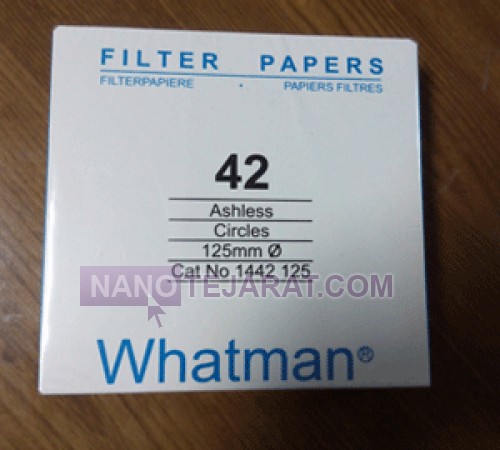 FILTER PAPERS
FILTERPAPIERE • PAPIERS FILTRES
42
Ashless
Circles
125mm Ø
Cat No 1442 125
NANOTEJARAT.COM
Whatman®